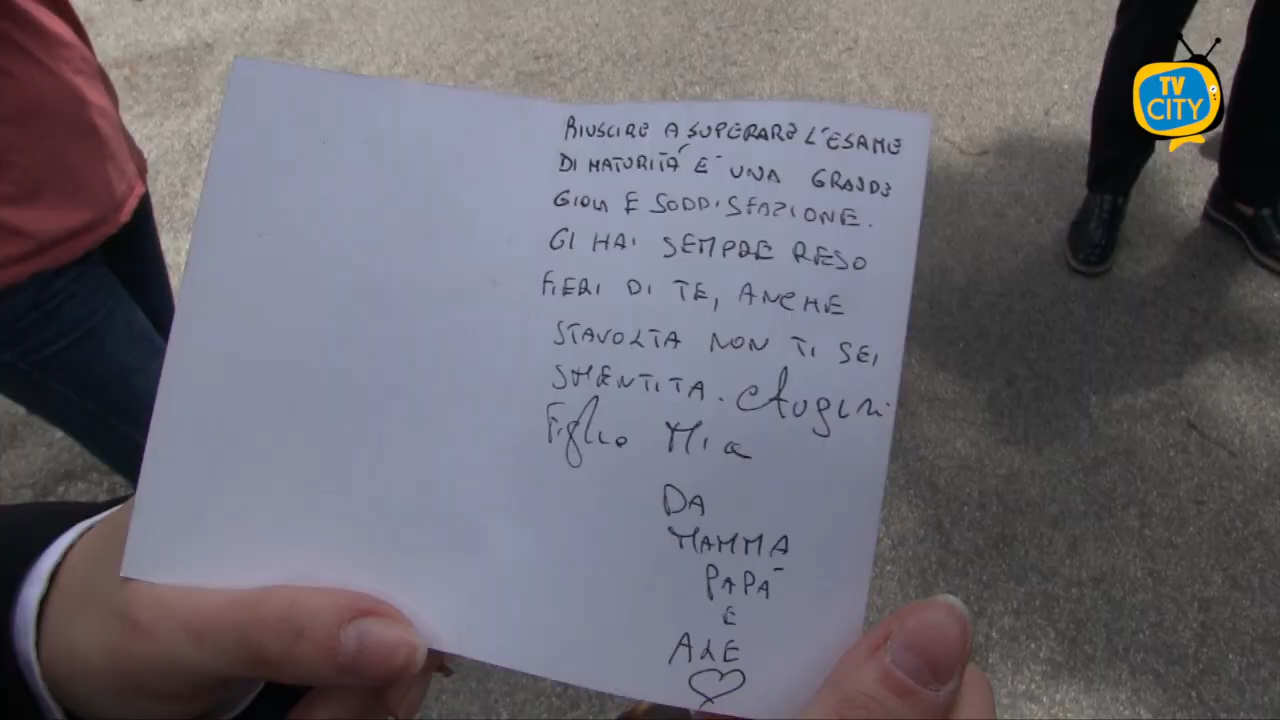 RIUSCIRE A SUPERARE L'ESAME
DI MATURITÀ E' UNA GRANDE
GIOIA E SODDISFAZIONE.
CI HAI SEMPRE RESO
FIERI DI TE, ANCHE
STAVOLTA NON TI SEI
SMENTITA. Auguri
Figlia Mia
DA
MAMMA
PAPÀ
E
ALE
TV
CITY